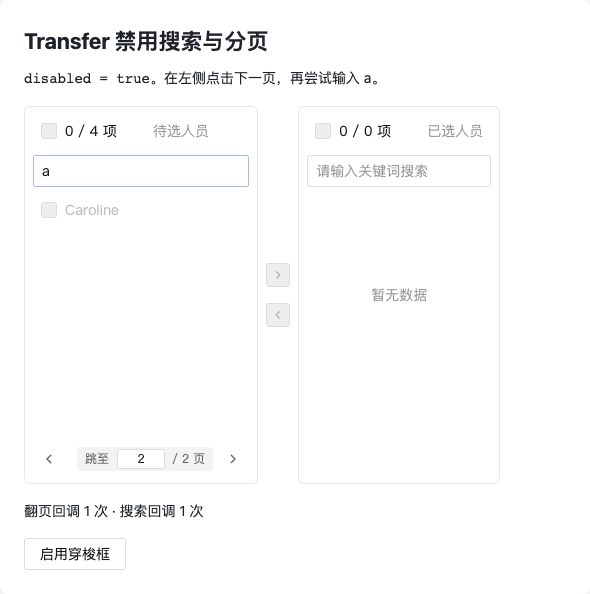 Transfer 禁用搜索与分页
disabled = true。在左侧点击下一页，再尝试输入 a。
0 / 4 项 待选人员
a
Caroline
跳至 2 / 2 页
0 / 0 项 已选人员
请输入关键词搜索
暂无数据
翻页回调 1 次 · 搜索回调 1 次
启用穿梭框